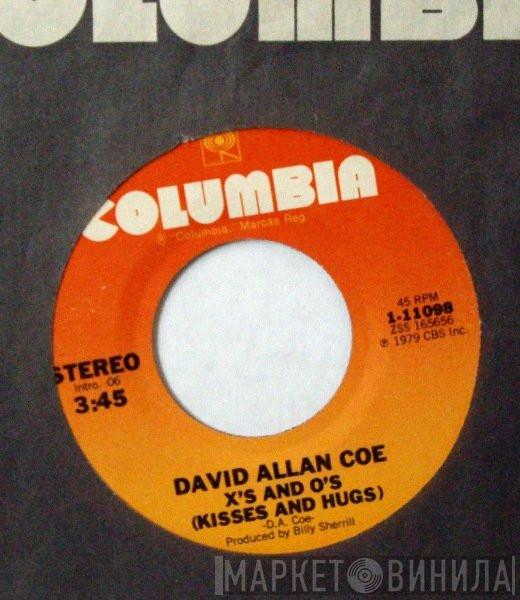 OLUMBI
COLUMBIA
® Columbia. Marcas Reg.
45 RPM
1-11098
ZSS 165656
℗ 1979 CBS Inc.
STEREO
Intro. :06
3:45
DAVID ALLAN COE
X'S AND O'S
(KISSES AND HUGS)
-D.A. Coe-
Produced by Billy Sherrill
МАРКЕТ ВИНИЛА